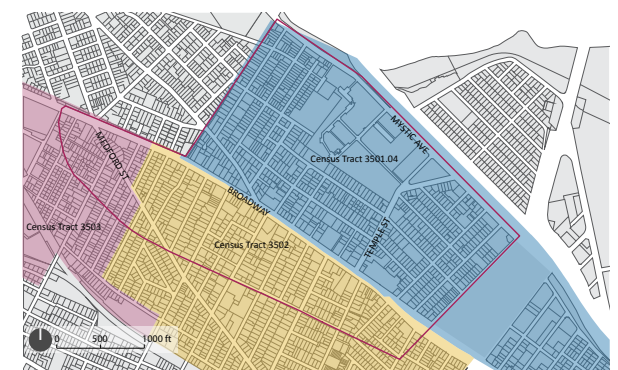 MYSTIC AVE
MEDFORD ST
Census Tract 3501.04
BROADWAY
Census Tract 3503
TEMPLE ST
Census Tract 3502
0 500 1000 ft